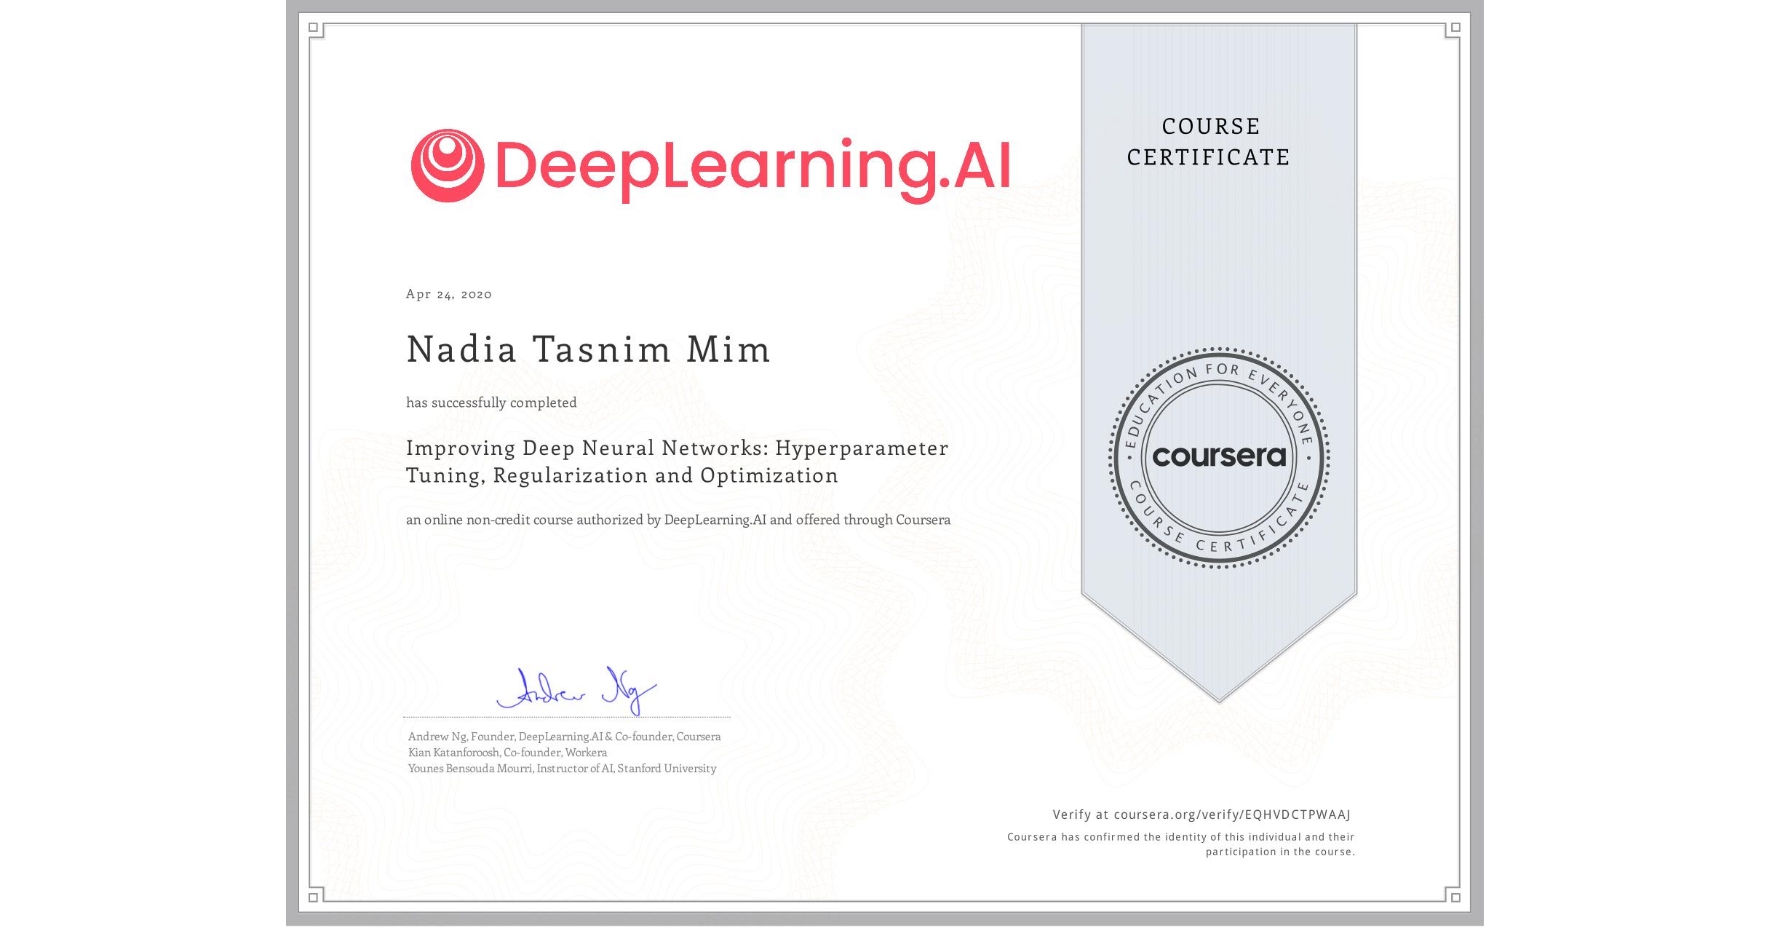 DeepLearning.AI
COURSE
CERTIFICATE
Apr 24, 2020
Nadia Tasnim Mim
has successfully completed
Improving Deep Neural Networks: Hyperparameter
Tuning, Regularization and Optimization
an online non-credit course authorized by DeepLearning.AI and offered through Coursera
EDUCATION FOR EVERYONE
coursera
COURSE CERTIFICATE
Andrew Ng
Andrew Ng, Founder, DeepLearning.AI & Co-founder, Coursera
Kian Katanforoosh, Co-founder, Workera
Younes Bensouda Mourri, Instructor of AI, Stanford University
Verify at coursera.org/verify/EQHVDCTPWAAJ
Coursera has confirmed the identity of this individual and their
participation in the course.